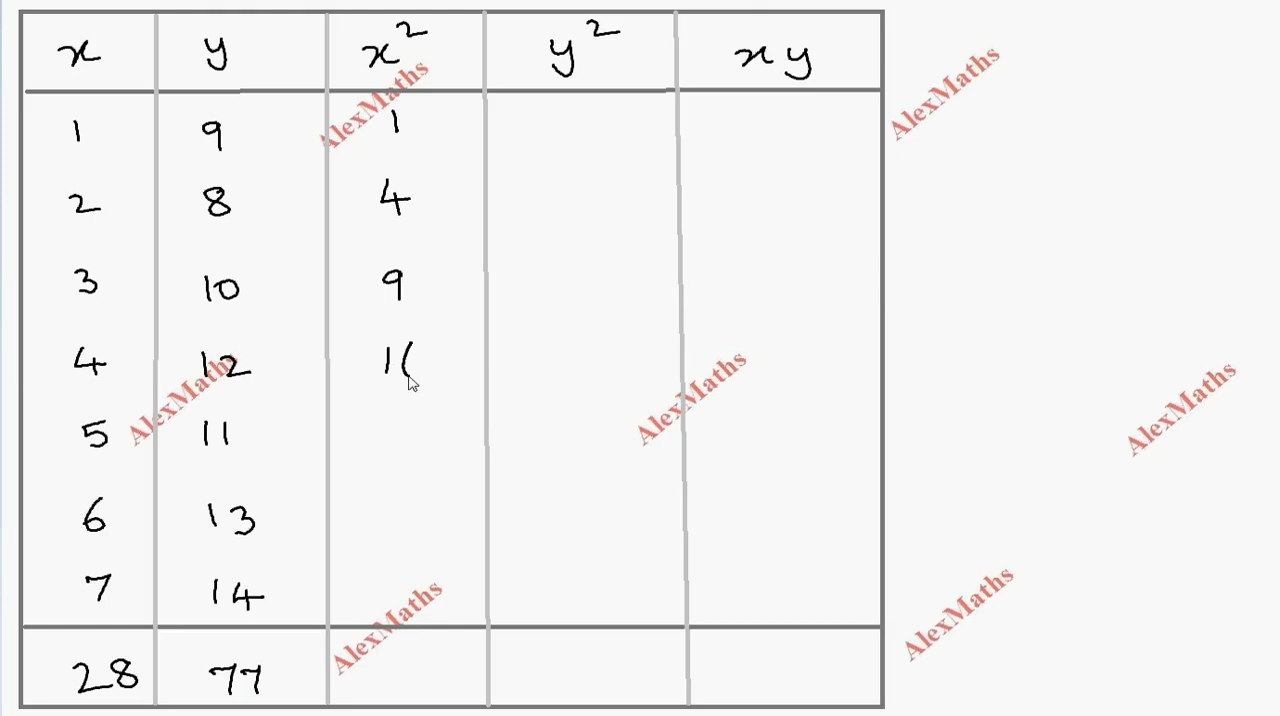 x y x² y² xy
1 9 1
2 8 4
3 10 9
4 12 1(
5 11
6 13
7 14
28 77
AlexMaths
AlexMaths
AlexMaths
AlexMaths
AlexMaths
AlexMaths
AlexMaths